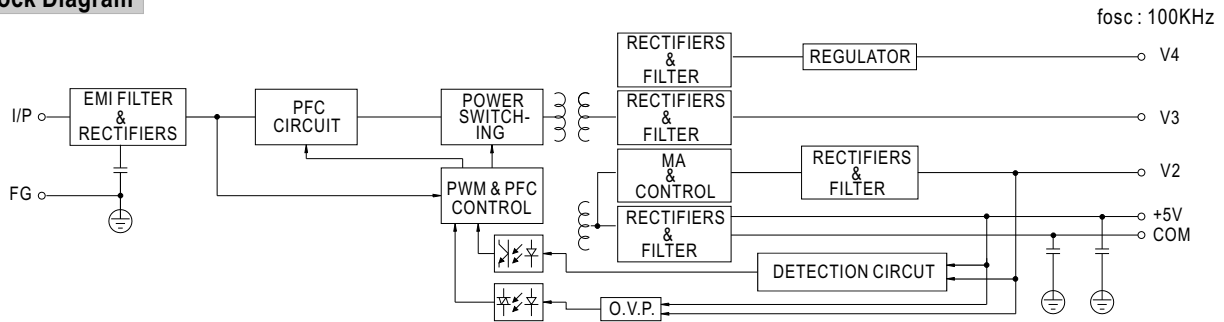 ock Diagram
fosc : 100KHz
I/P
EMI FILTER
&
RECTIFIERS
FG
PFC
CIRCUIT
POWER
SWITCH-
ING
PWM & PFC
CONTROL
RECTIFIERS
&
FILTER
REGULATOR
V4
RECTIFIERS
&
FILTER
V3
MA
&
CONTROL
RECTIFIERS
&
FILTER
V2
RECTIFIERS
&
FILTER
+5V
COM
DETECTION CIRCUT
O.V.P.